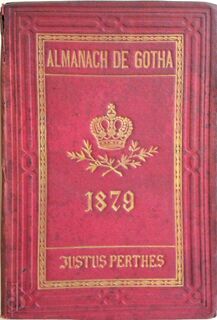 ALMANACH DE GOTHA
1879
JUSTUS PERTHES